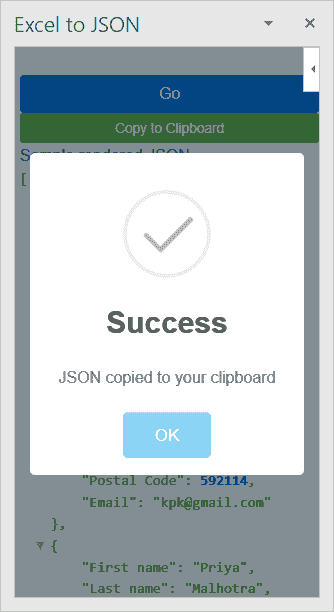 Excel to JSON
Go
Copy to Clipboard
Sample rendered JSON
[
Success
JSON copied to your clipboard
OK
"Postal Code": 592114,
"Email": "kpk@gmail.com"
},
{
"First name": "Priya",
"Last name": "Malhotra",